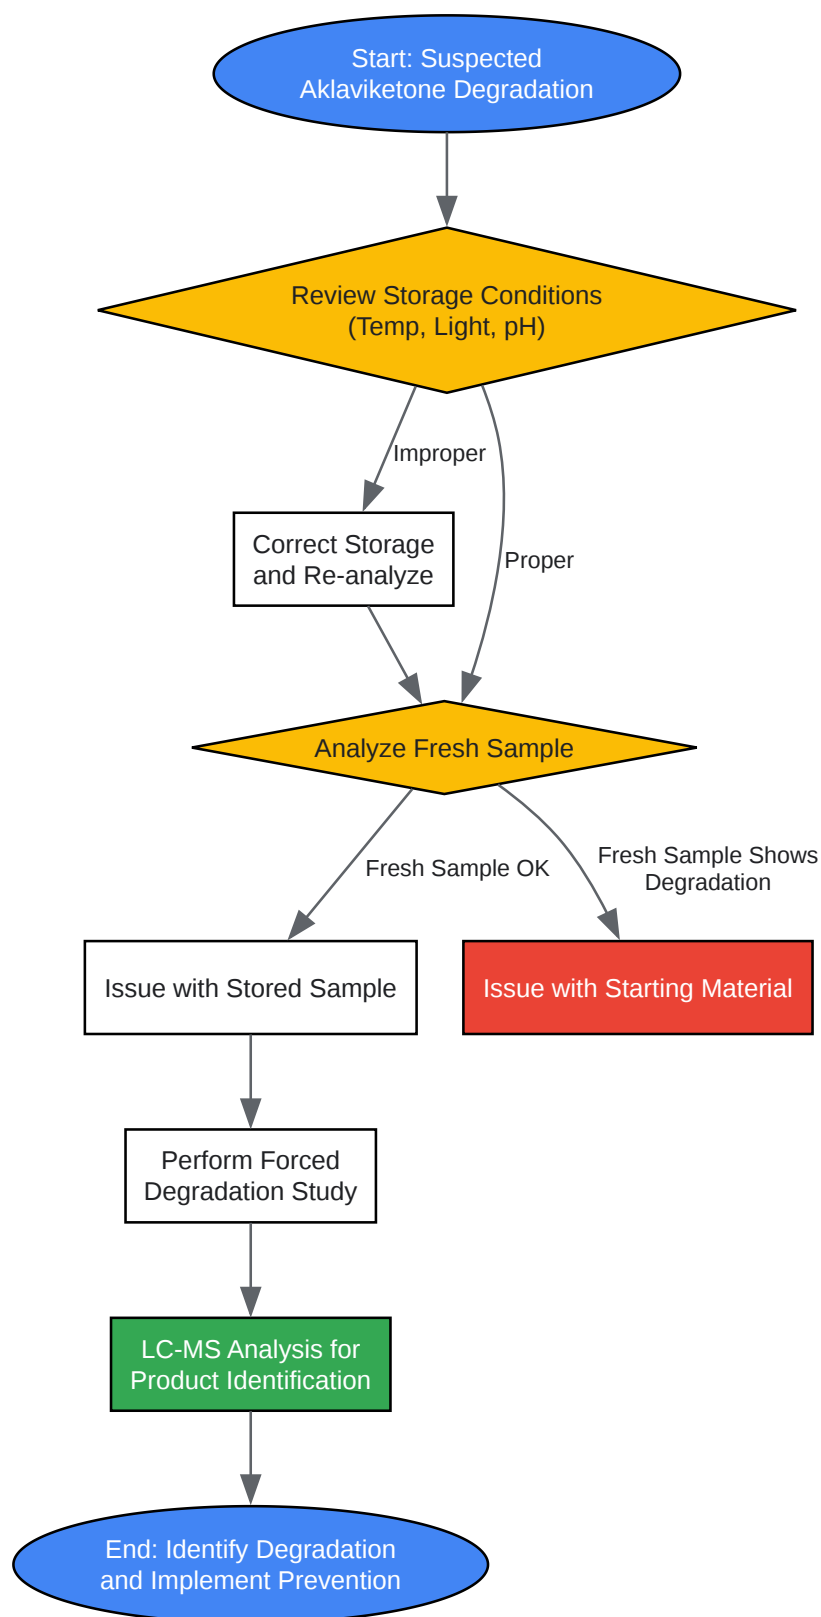 Start: Suspected
Aklaviketone Degradation
Review Storage Conditions
(Temp, Light, pH)
Improper
Correct Storage
and Re-analyze
Proper
Analyze Fresh Sample
Fresh Sample OK
Fresh Sample Shows
Degradation
Issue with Stored Sample
Issue with Starting Material
Perform Forced
Degradation Study
LC-MS Analysis for
Product Identification
End: Identify Degradation
and Implement Prevention